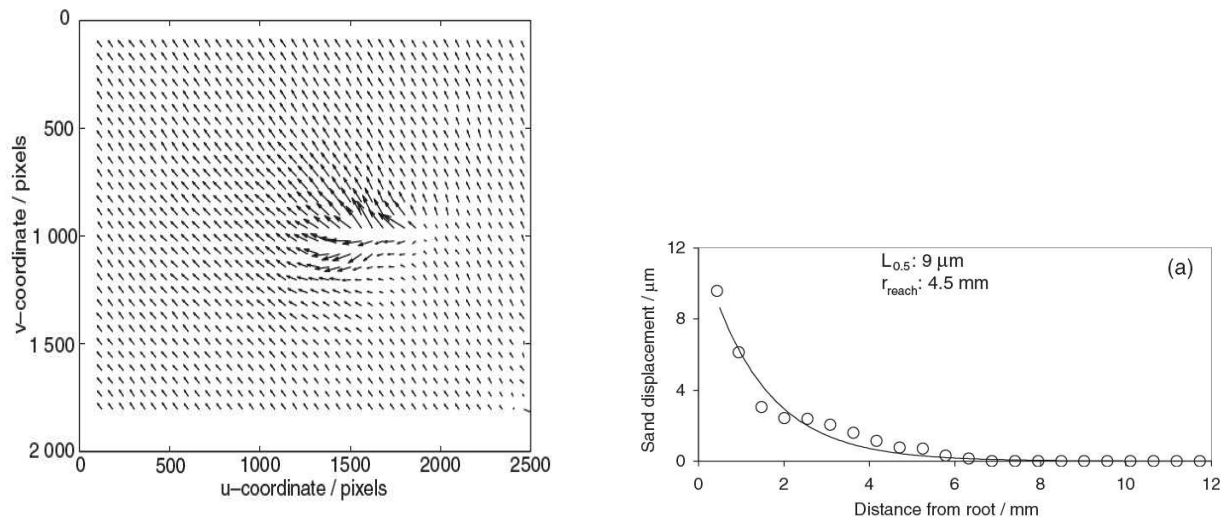 0
500
1 000
1 500
2 000
v–coordinate / pixels
0 500 1000 1500 2000 2500
u–coordinate / pixels
12
8
4
0
Sand displacement / μm
L0.5: 9 μm
rreach: 4.5 mm
(a)
0 2 4 6 8 10 12
Distance from root / mm